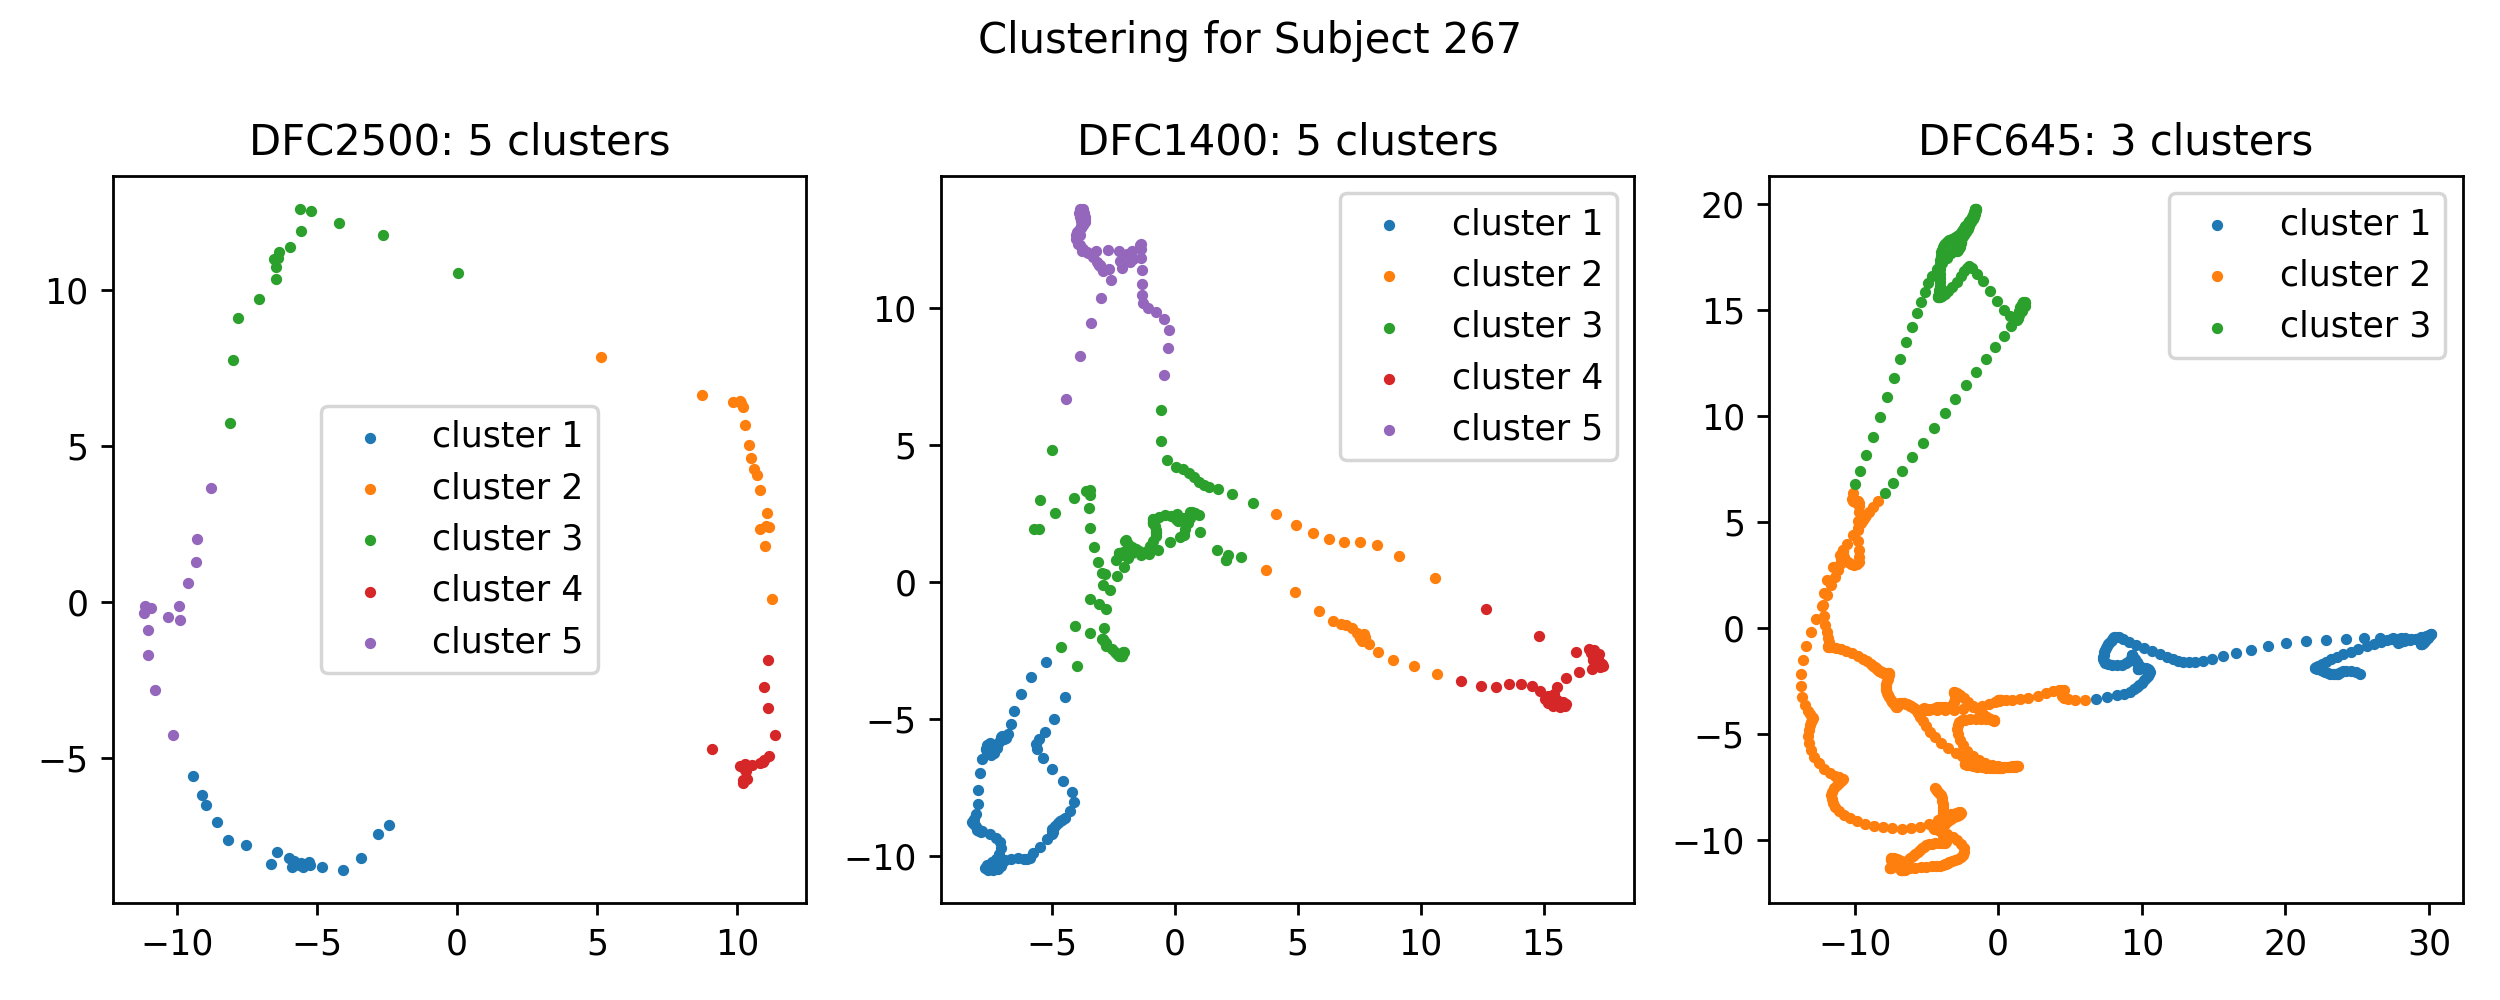 Clustering for Subject 267
DFC2500: 5 clusters
10
5
0
−5
−10
−5
0
5
10
cluster 1
cluster 2
cluster 3
cluster 4
cluster 5
DFC1400: 5 clusters
10
5
0
−5
−10
−5
0
5
10
15
cluster 1
cluster 2
cluster 3
cluster 4
cluster 5
DFC645: 3 clusters
20
15
10
5
0
−5
−10
−10
0
10
20
30
cluster 1
cluster 2
cluster 3